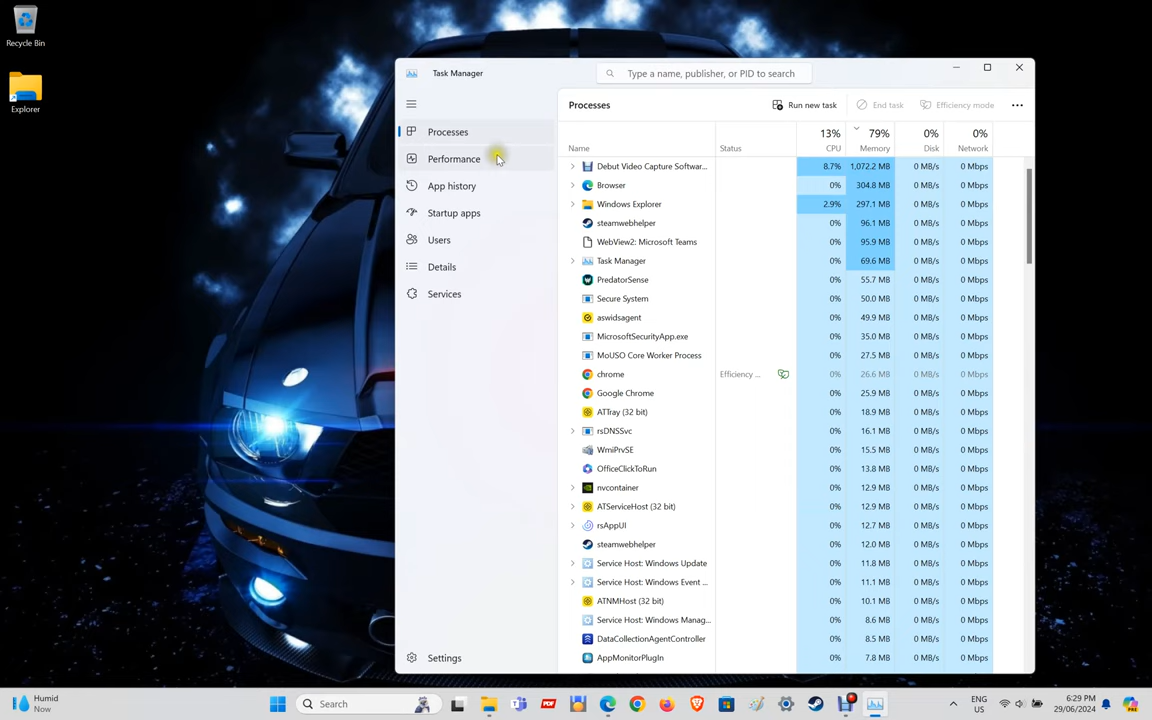 Recycle Bin
Explorer
Task Manager
Type a name, publisher, or PID to search
Processes
Performance
App history
Startup apps
Users
Details
Services
Settings
Processes Run new task End task Efficiency mode
13% 79% 0% 0%
Name Status CPU Memory Disk Network
Debut Video Capture Softwar... 8.7% 1,072.2 MB 0 MB/s 0 Mbps
Browser 0% 304.8 MB 0 MB/s 0 Mbps
Windows Explorer 2.9% 297.1 MB 0 MB/s 0 Mbps
steamwebhelper 0% 96.1 MB 0 MB/s 0 Mbps
WebView2: Microsoft Teams 0% 95.9 MB 0 MB/s 0 Mbps
Task Manager 0% 69.6 MB 0 MB/s 0 Mbps
PredatorSense 0% 55.7 MB 0 MB/s 0 Mbps
Secure System 0% 50.0 MB 0 MB/s 0 Mbps
aswidsagent 0% 49.9 MB 0 MB/s 0 Mbps
MicrosoftSecurityApp.exe 0% 35.0 MB 0 MB/s 0 Mbps
MoUSO Core Worker Process 0% 27.5 MB 0 MB/s 0 Mbps
chrome Efficiency ... 0% 26.6 MB 0 MB/s 0 Mbps
Google Chrome 0% 25.9 MB 0 MB/s 0 Mbps
ATTray (32 bit) 0% 18.9 MB 0 MB/s 0 Mbps
rsDNSSvc 0% 16.1 MB 0 MB/s 0 Mbps
WmiPrvSE 0% 15.5 MB 0 MB/s 0 Mbps
OfficeClickToRun 0% 13.8 MB 0 MB/s 0 Mbps
nvcontainer 0% 12.9 MB 0 MB/s 0 Mbps
ATServiceHost (32 bit) 0% 12.9 MB 0 MB/s 0 Mbps
rsAppUI 0% 12.7 MB 0 MB/s 0 Mbps
steamwebhelper 0% 12.0 MB 0 MB/s 0 Mbps
Service Host: Windows Update 0% 11.8 MB 0 MB/s 0 Mbps
Service Host: Windows Event ... 0% 11.1 MB 0 MB/s 0 Mbps
ATNMHost (32 bit) 0% 10.1 MB 0 MB/s 0 Mbps
Service Host: Windows Manag... 0% 8.6 MB 0 MB/s 0 Mbps
DataCollectionAgentController 0% 8.5 MB 0 MB/s 0 Mbps
AppMonitorPlugIn 0% 7.8 MB 0 MB/s 0 Mbps
Humid
Now
Search
PDF
ENG
US
6:29 PM
29/06/2024
PRE